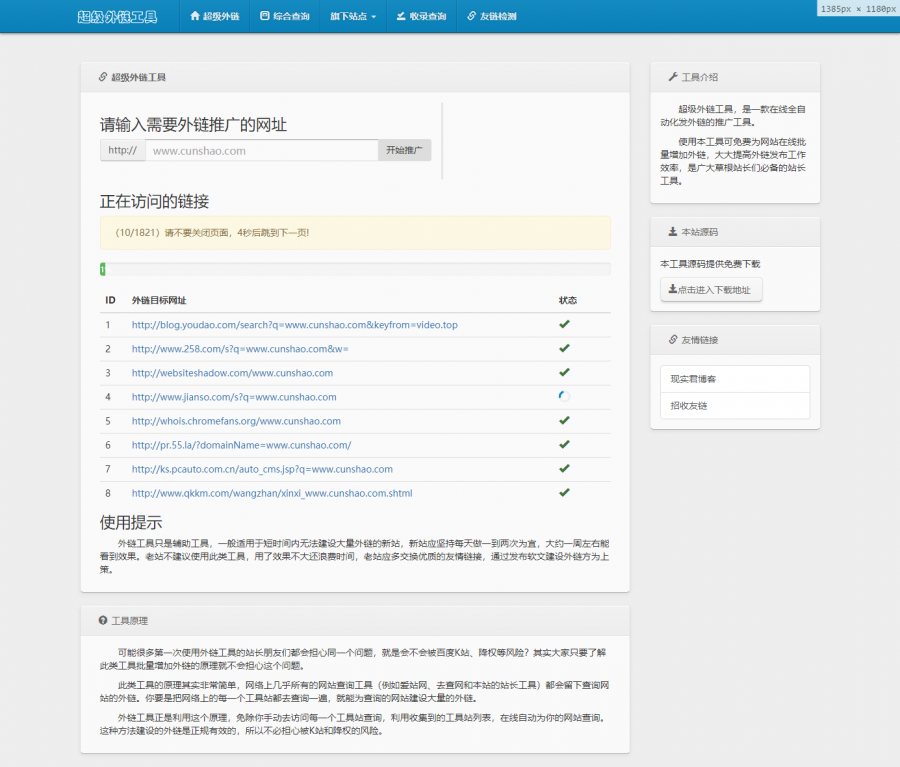 超级外链工具
超级外链
综合查询
旗下站点
收录查询
友链检测
1385px × 1180px
超级外链工具
请输入需要外链推广的网址
http://
www.cunshao.com
开始推广
正在访问的链接
（10/1821）请不要关闭页面，4秒后跳到下一页!
1
ID 外链目标网址 状态
1 http://blog.youdao.com/search?q=www.cunshao.com&keyfrom=video.top
2 http://www.258.com/s?q=www.cunshao.com&w=
3 http://websiteshadow.com/www.cunshao.com
4 http://www.jianso.com/s?q=www.cunshao.com
5 http://whois.chromefans.org/www.cunshao.com
6 http://pr.55.la/?domainName=www.cunshao.com/
7 http://ks.pcauto.com.cn/auto_cms.jsp?q=www.cunshao.com
8 http://www.qkkm.com/wangzhan/xinxi_www.cunshao.com.shtml
使用提示
外链工具只是辅助工具，一般适用于短时间内无法建设大量外链的新站，新站应坚持每天做一到两次为宜，大约一周左右能
看到效果。老站不建议使用此类工具，用了效果不大还浪费时间，老站应多交换优质的友情链接，通过发布软文建设外链方为上
策。
工具原理
可能很多第一次使用外链工具的站长朋友们都会担心同一个问题，就是会不会被百度K站、降权等风险？其实大家只要了解
此类工具批量增加外链的原理就不会担心这个问题。
此类工具的原理其实非常简单，网络上几乎所有的网站查询工具（例如爱站网、去查网和本站的站长工具）都会留下查询网
站的外链。你要是把网络上的每一个工具站都去查询一遍，就能为查询的网站建设大量的外链。
外链工具正是利用这个原理，免除你手动去访问每一个工具站查询，利用收集到的工具站列表，在线自动为你的网站查询。
这种方法建设的外链是正规有效的，所以不必担心被K站和降权的风险。
工具介绍
超级外链工具，是一款在线全自
动化发外链的推广工具。
使用本工具可免费为网站在线批
量增加外链，大大提高外链发布工作
效率，是广大草根站长们必备的站长
工具。
本站源码
本工具源码提供免费下载
点击进入下载地址
友情链接
现实君博客
招收友链